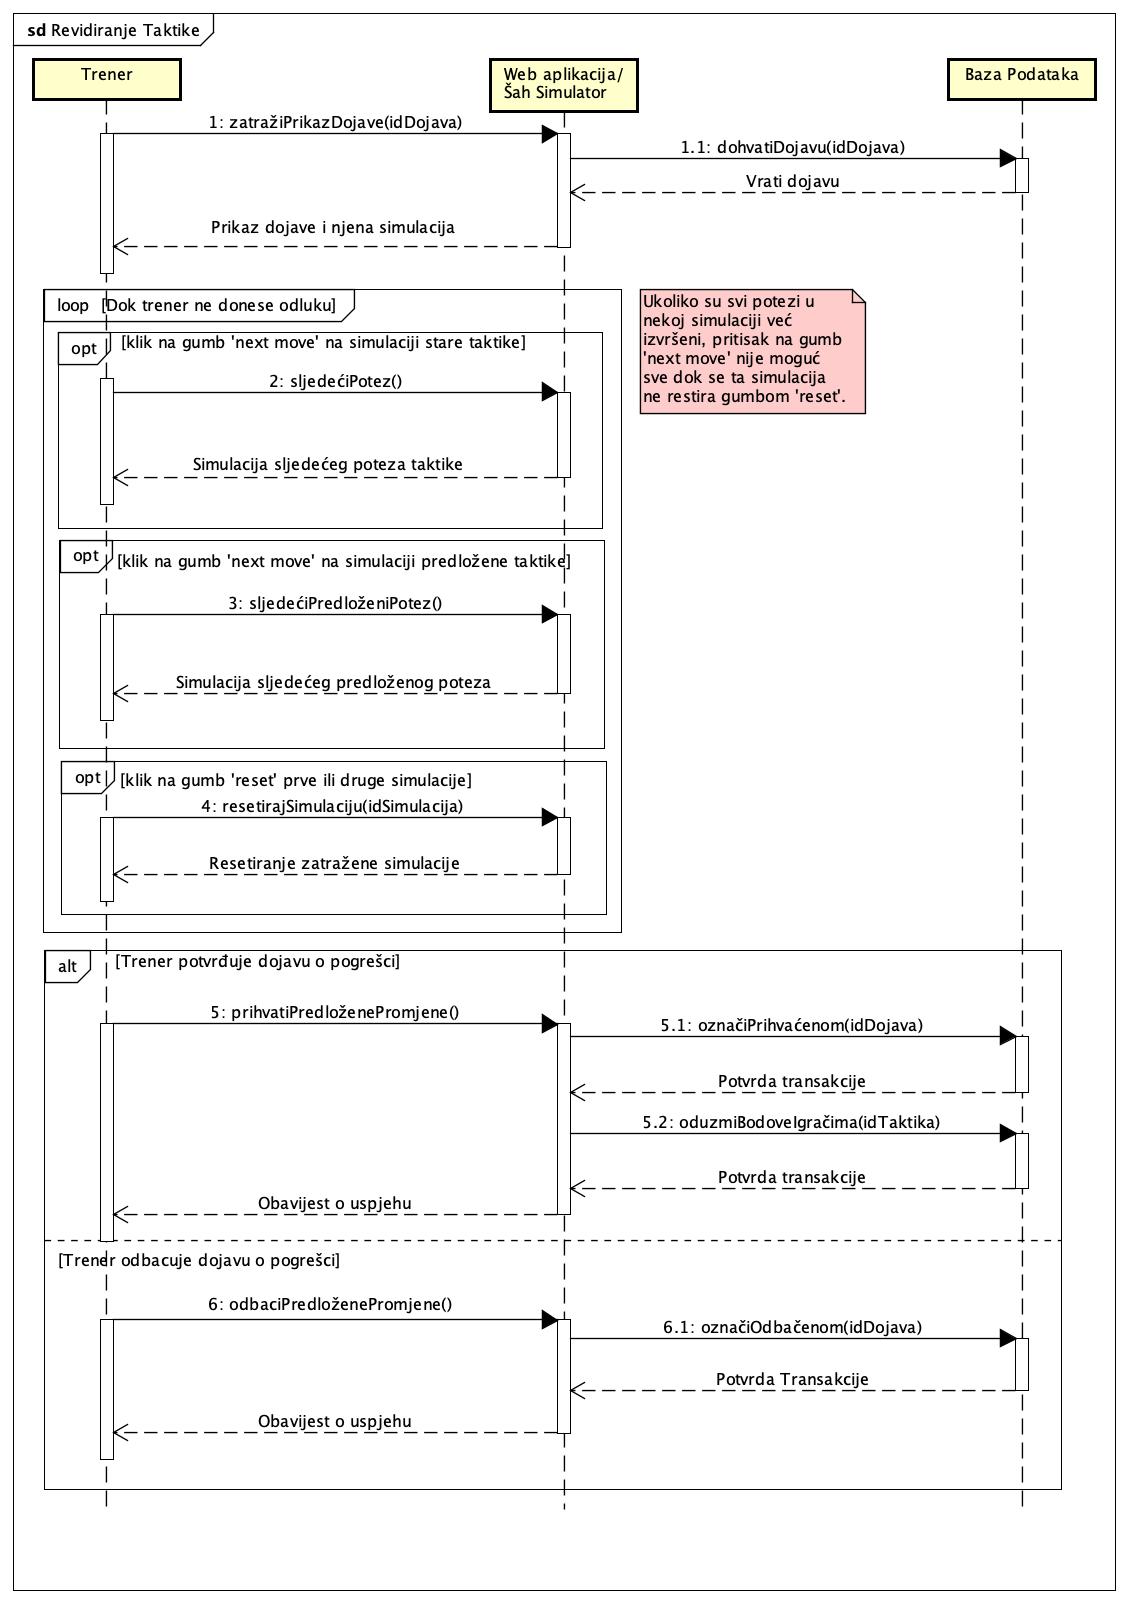 sd Revidiranje Taktike
Trener
Web aplikacija/
Šah Simulator
Baza Podataka
1: zatražiPrikazDojave(idDojava)
1.1: dohvatiDojavu(idDojava)
Vrati dojavu
Prikaz dojave i njena simulacija
loop [Dok trener ne donese odluku]
Ukoliko su svi potezi u
nekoj simulaciji već
izvršeni, pritisak na gumb
'next move' nije moguć
sve dok se ta simulacija
ne restira gumbom 'reset'.
opt [klik na gumb 'next move' na simulaciji stare taktike]
2: sljedećiPotez()
Simulacija sljedećeg poteza taktike
opt [klik na gumb 'next move' na simulaciji predložene taktike]
3: sljedećiPredloženiPotez()
Simulacija sljedećeg predloženog poteza
opt [klik na gumb 'reset' prve ili druge simulacije]
4: resetirajSimulaciju(idSimulacija)
Resetiranje zatražene simulacije
alt [Trener potvrđuje dojavu o pogrešci]
5: prihvatiPredloženePromjene()
5.1: označiPrihvaćenom(idDojava)
Potvrda transakcije
5.2: oduzmiBodoveIgračima(idTaktika)
Potvrda transakcije
Obavijest o uspjehu
[Trener odbacuje dojavu o pogrešci]
6: odbaciPredloženePromjene()
6.1: označiOdbačenom(idDojava)
Potvrda Transakcije
Obavijest o uspjehu